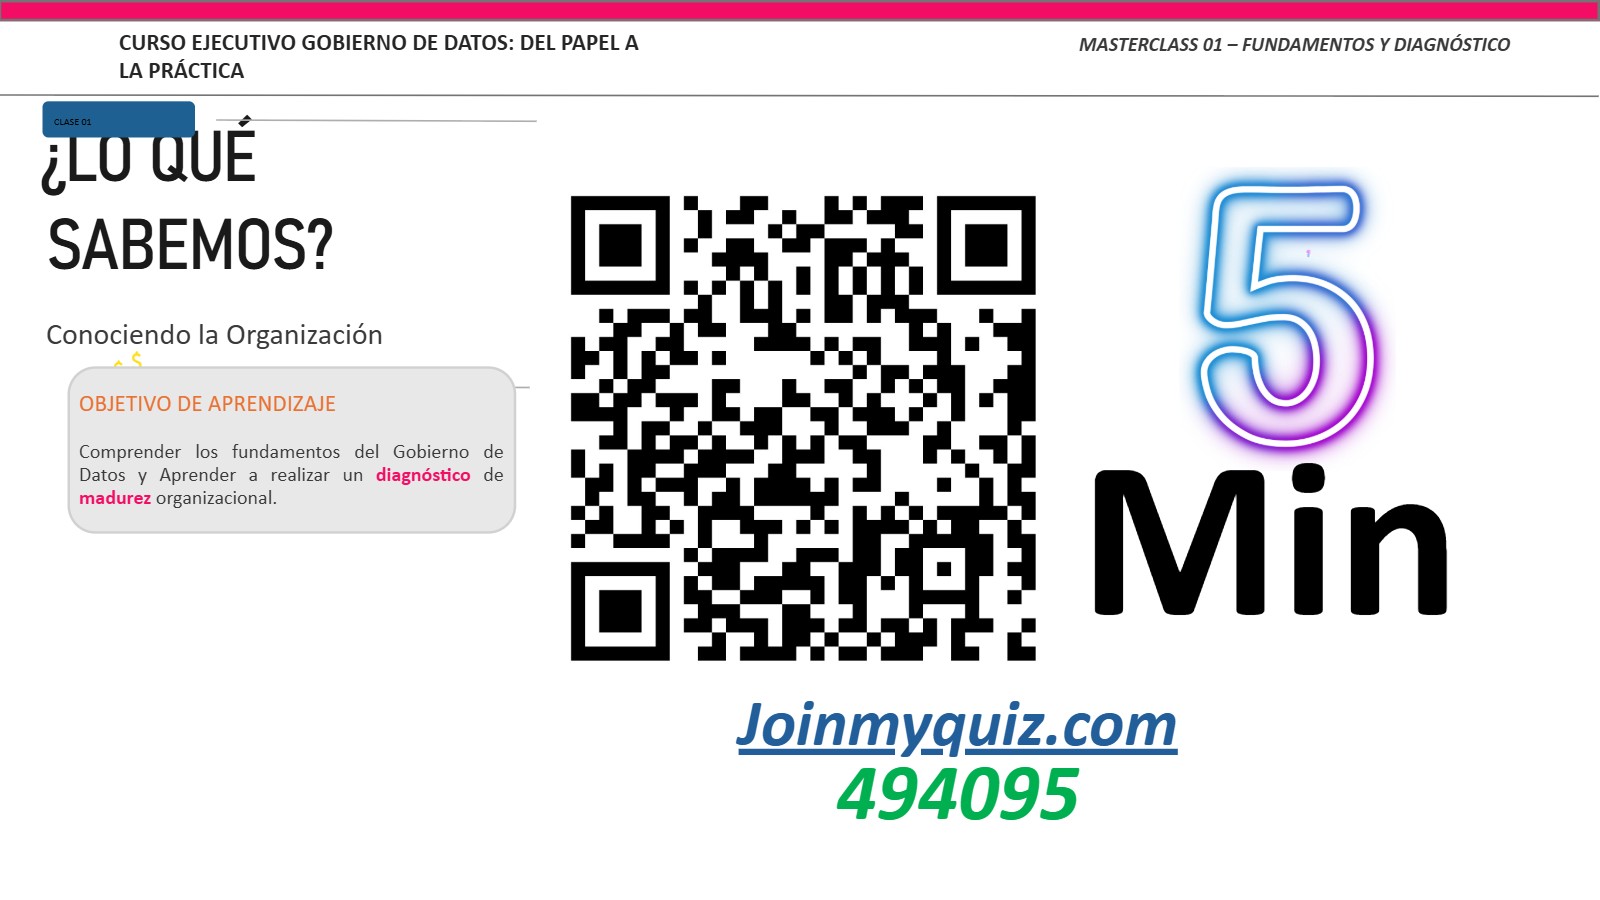 CURSO EJECUTIVO GOBIERNO DE DATOS: DEL PAPEL A
LA PRÁCTICA
MASTERCLASS 01 – FUNDAMENTOS Y DIAGNÓSTICO
CLASE 01
¿LO QUÉ
SABEMOS?
Conociendo la Organización
$ $
OBJETIVO DE APRENDIZAJE
Comprender los fundamentos del Gobierno de
Datos y Aprender a realizar un diagnóstico de
madurez organizacional.
5
Min
Joinmyquiz.com
494095